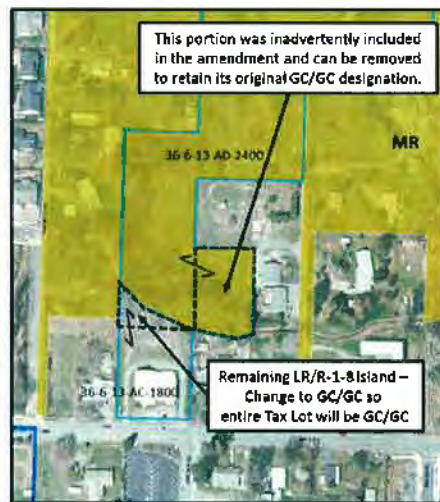 This portion was inadvertently included
in the amendment and can be removed
to retain its original GC/GC designation.
MR
36-6-13-AD-2400
Remaining LR/R-1-8 Island –
Change to GC/GC so
entire Tax Lot will be GC/GC
36-6-13-AC-1800